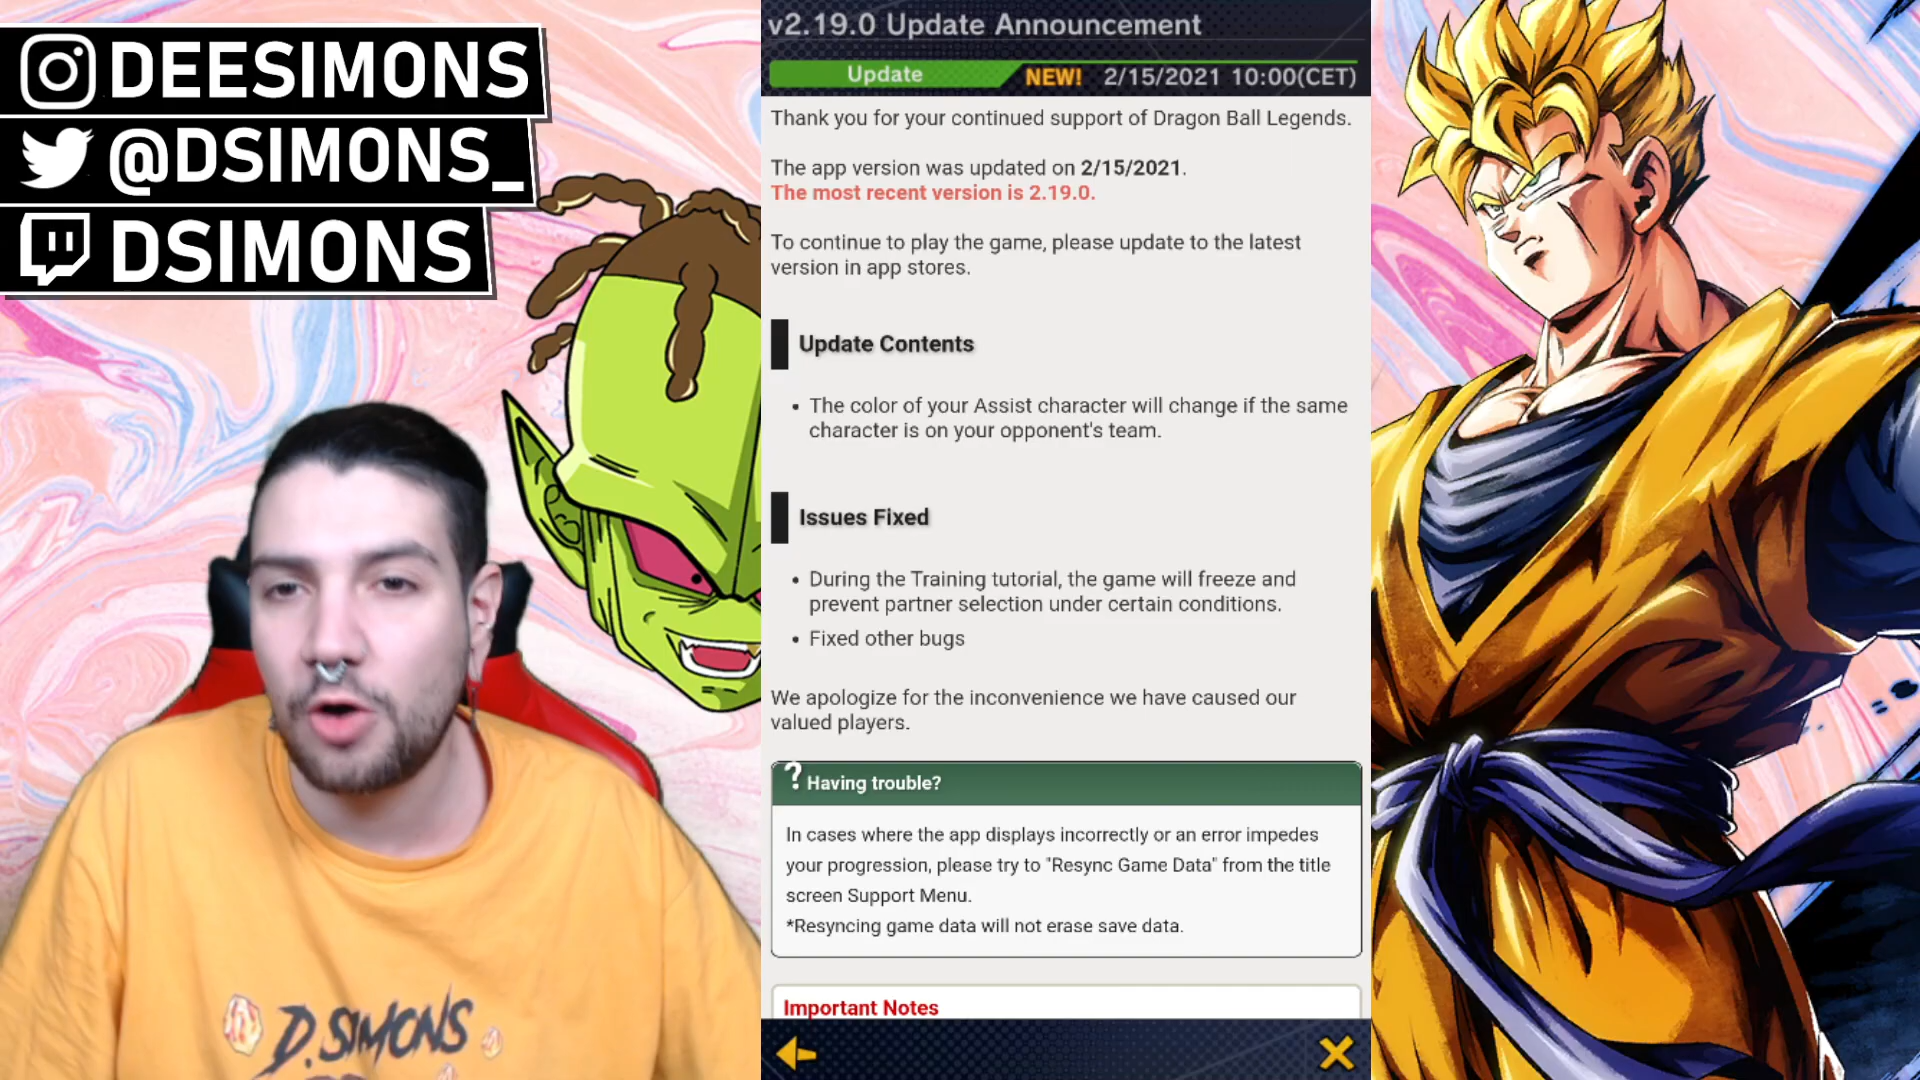 DEESIMONS
@DSIMONS_
DSIMONS
D.SIMONS
v2.19.0 Update Announcement
Update NEW! 2/15/2021 10:00(CET)
Thank you for your continued support of Dragon Ball Legends.
The app version was updated on 2/15/2021.
The most recent version is 2.19.0.
To continue to play the game, please update to the latest
version in app stores.
Update Contents
• The color of your Assist character will change if the same
character is on your opponent's team.
Issues Fixed
• During the Training tutorial, the game will freeze and
prevent partner selection under certain conditions.
• Fixed other bugs
We apologize for the inconvenience we have caused our
valued players.
? Having trouble?
In cases where the app displays incorrectly or an error impedes
your progression, please try to "Resync Game Data" from the title
screen Support Menu.
*Resyncing game data will not erase save data.
Important Notes